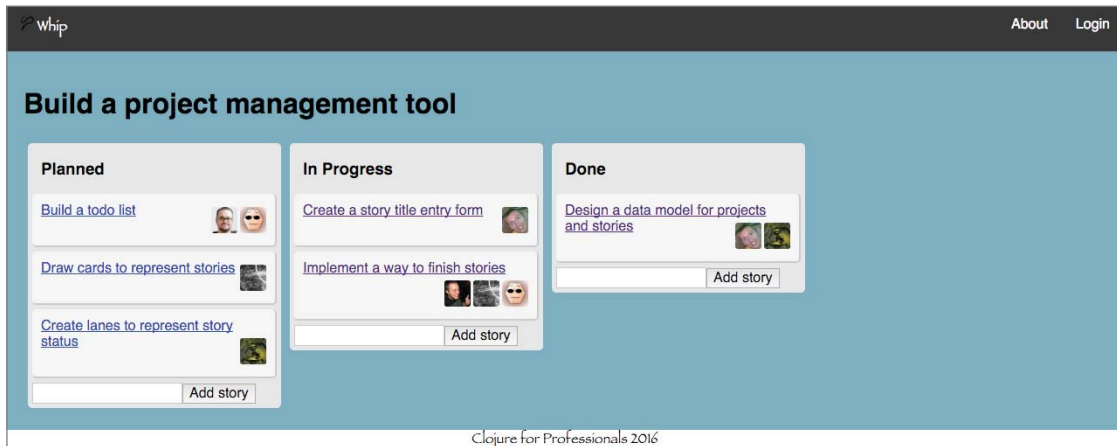 Whip
About
Login
Build a project management tool
Planned
Build a todo list
Draw cards to represent stories
Create lanes to represent story
status
Add story
In Progress
Create a story title entry form
Implement a way to finish stories
Add story
Done
Design a data model for projects
and stories
Add story
Clojure for Professionals 2016